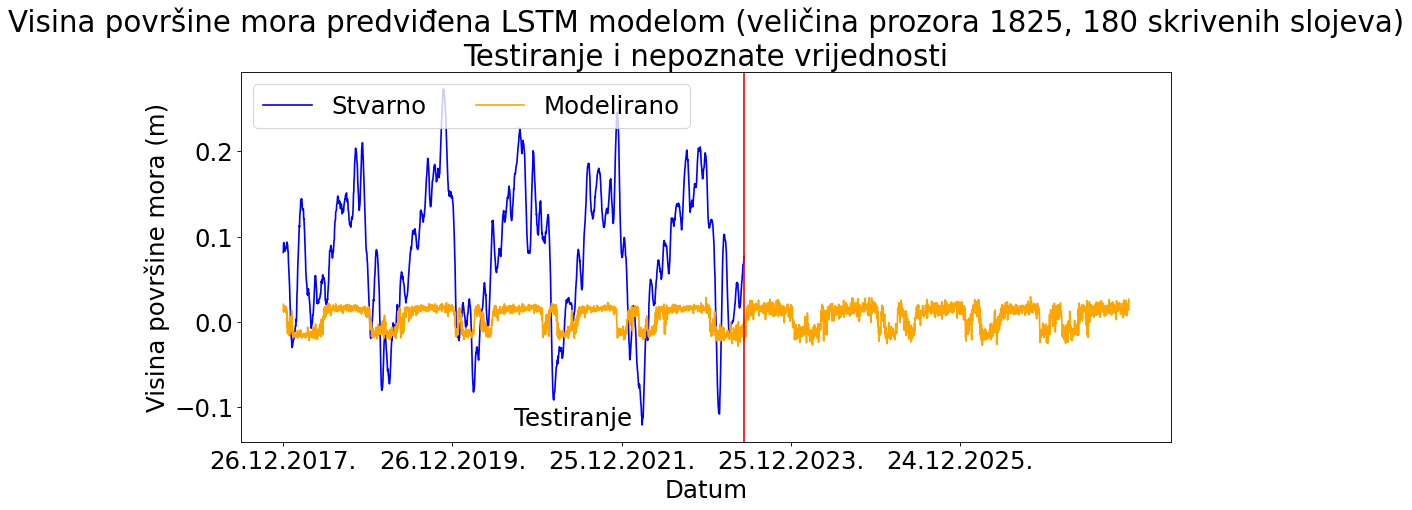 Visina površine mora predviđena LSTM modelom (veličina prozora 1825, 180 skrivenih slojeva)
Testiranje i nepoznate vrijednosti
Stvarno
Modelirano
Visina površine mora (m)
0.2
0.1
0.0
−0.1
Testiranje
26.12.2017.
26.12.2019.
25.12.2021.
25.12.2023.
24.12.2025.
Datum